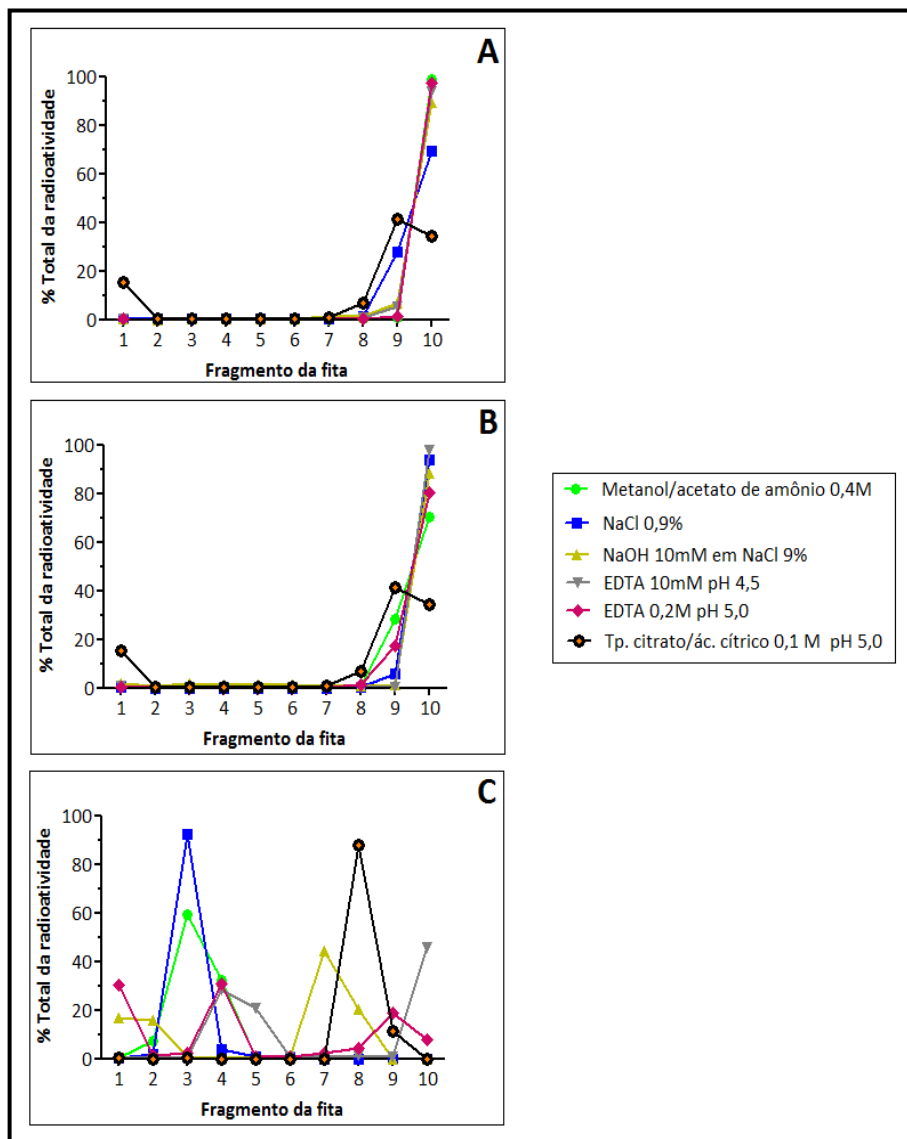 A
% Total da radioatividade
100
80
60
40
20
0
1 2 3 4 5 6 7 8 9 10
Fragmento da fita
B
% Total da radioatividade
100
80
60
40
20
0
1 2 3 4 5 6 7 8 9 10
Fragmento da fita
Metanol/acetato de amônio 0,4M
NaCl 0,9%
NaOH 10mM em NaCl 9%
EDTA 10mM pH 4,5
EDTA 0,2M pH 5,0
Tp. citrato/ác. cítrico 0,1 M pH 5,0
C
% Total da radioatividade
100
80
60
40
20
0
1 2 3 4 5 6 7 8 9 10
Fragmento da fita